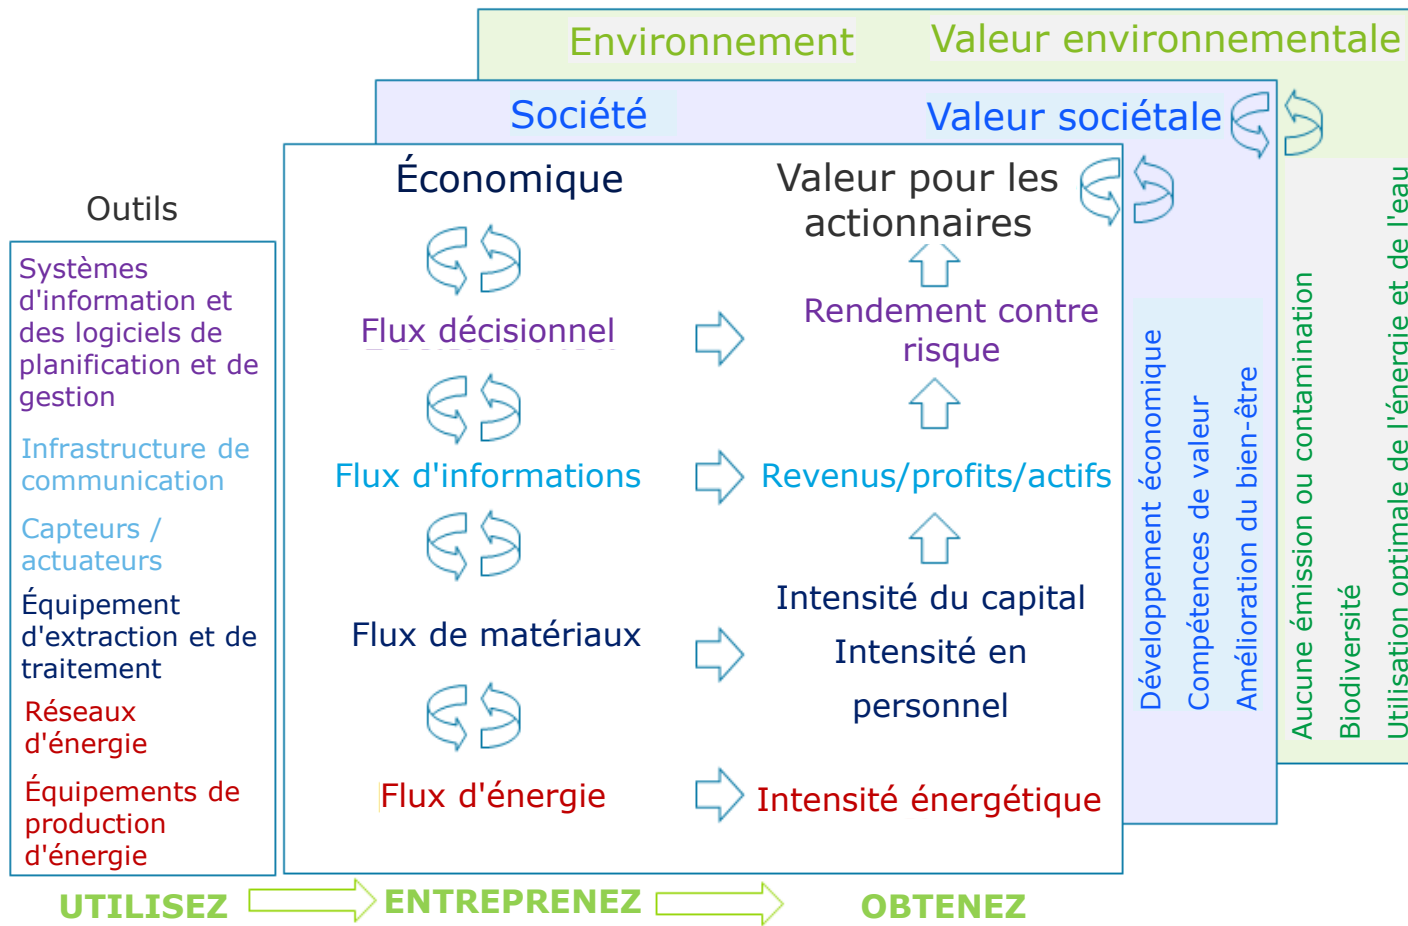 Environnement
Valeur environnementale
Société
Valeur sociétale
Économique
Valeur pour les
actionnaires
Outils
Systèmes
d'information et
des logiciels de
planification et de
gestion
Infrastructure de
communication
Capteurs /
actuateurs
Équipement
d'extraction et de
traitement
Réseaux
d'énergie
Équipements de
production
d'énergie
Flux décisionnel
Rendement contre
risque
Flux d'informations
Revenus/profits/actifs
Flux de matériaux
Intensité du capital
Intensité en
personnel
Flux d'énergie
Intensité énergétique
Développement économique
Compétences de valeur
Amélioration du bien-être
Aucune émission ou contamination
Biodiversité
Utilisation optimale de l'énergie et de l'eau
UTILISEZ
ENTREPRENEZ
OBTENEZ